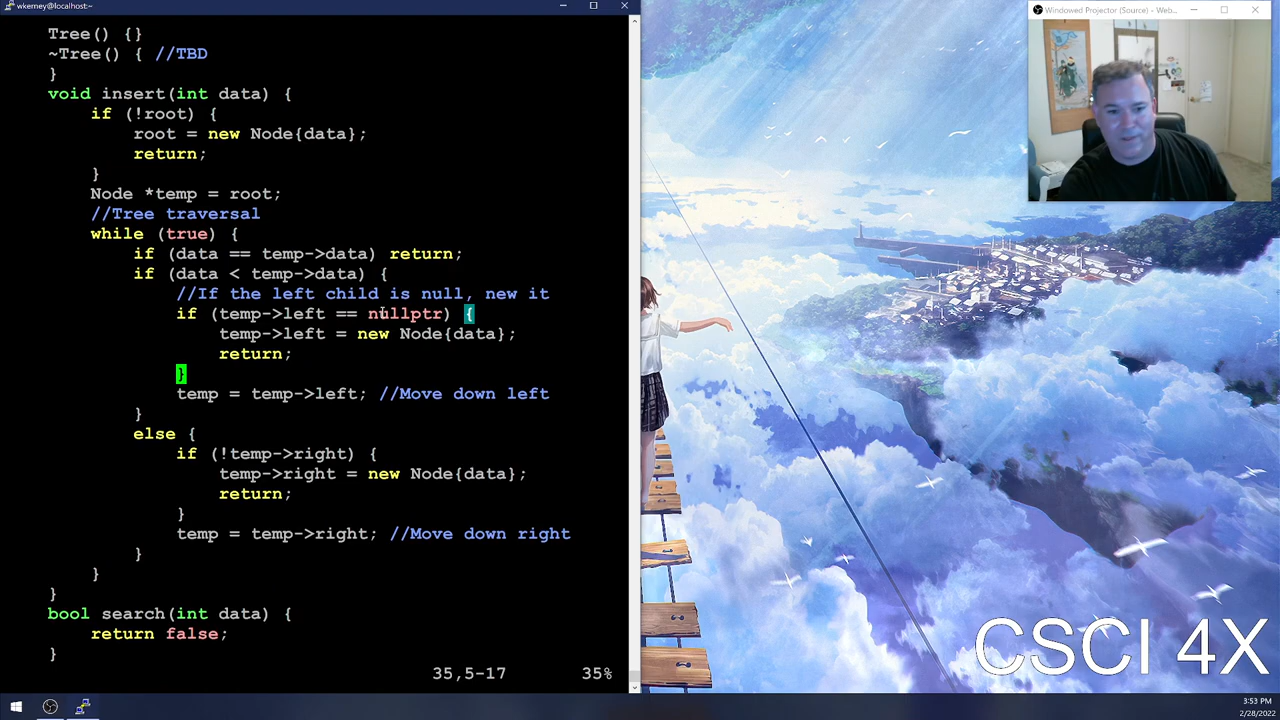 wkerney@localhost:~
Tree() {}
~Tree() { //TBD
}
void insert(int data) {
if (!root) {
root = new Node{data};
return;
}
Node *temp = root;
//Tree traversal
while (true) {
if (data == temp->data) return;
if (data < temp->data) {
//If the left child is null, new it
if (temp->left == nullptr) {
temp->left = new Node{data};
return;
}
temp = temp->left; //Move down left
}
else {
if (!temp->right) {
temp->right = new Node{data};
return;
}
temp = temp->right; //Move down right
}
}
}
bool search(int data) {
return false;
}
35,5-17 35%
Windowed Projector (Source) - Web...
CSCI 4X
3:53 PM
2/28/2022